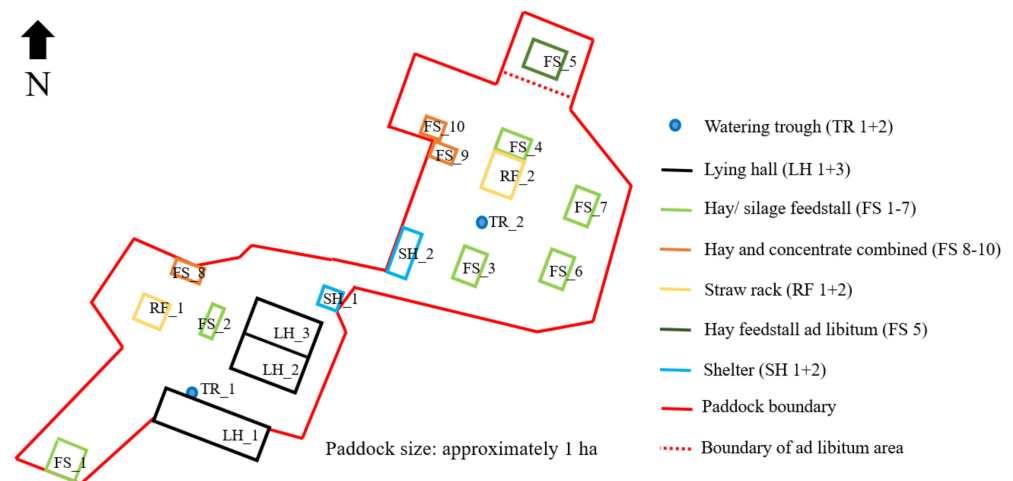 N
FS_5
FS_10
FS_9
FS_4
RF_2
FS_7
TR_2
SH_2
FS_3
FS_6
FS_8
SH_1
RF_1
FS_2
LH_3
LH_2
TR_1
LH_1
FS_1
Paddock size: approximately 1 ha
Watering trough (TR 1+2)
Lying hall (LH 1+3)
Hay/ silage feedstall (FS 1-7)
Hay and concentrate combined (FS 8-10)
Straw rack (RF 1+2)
Hay feedstall ad libitum (FS 5)
Shelter (SH 1+2)
Paddock boundary
Boundary of ad libitum area